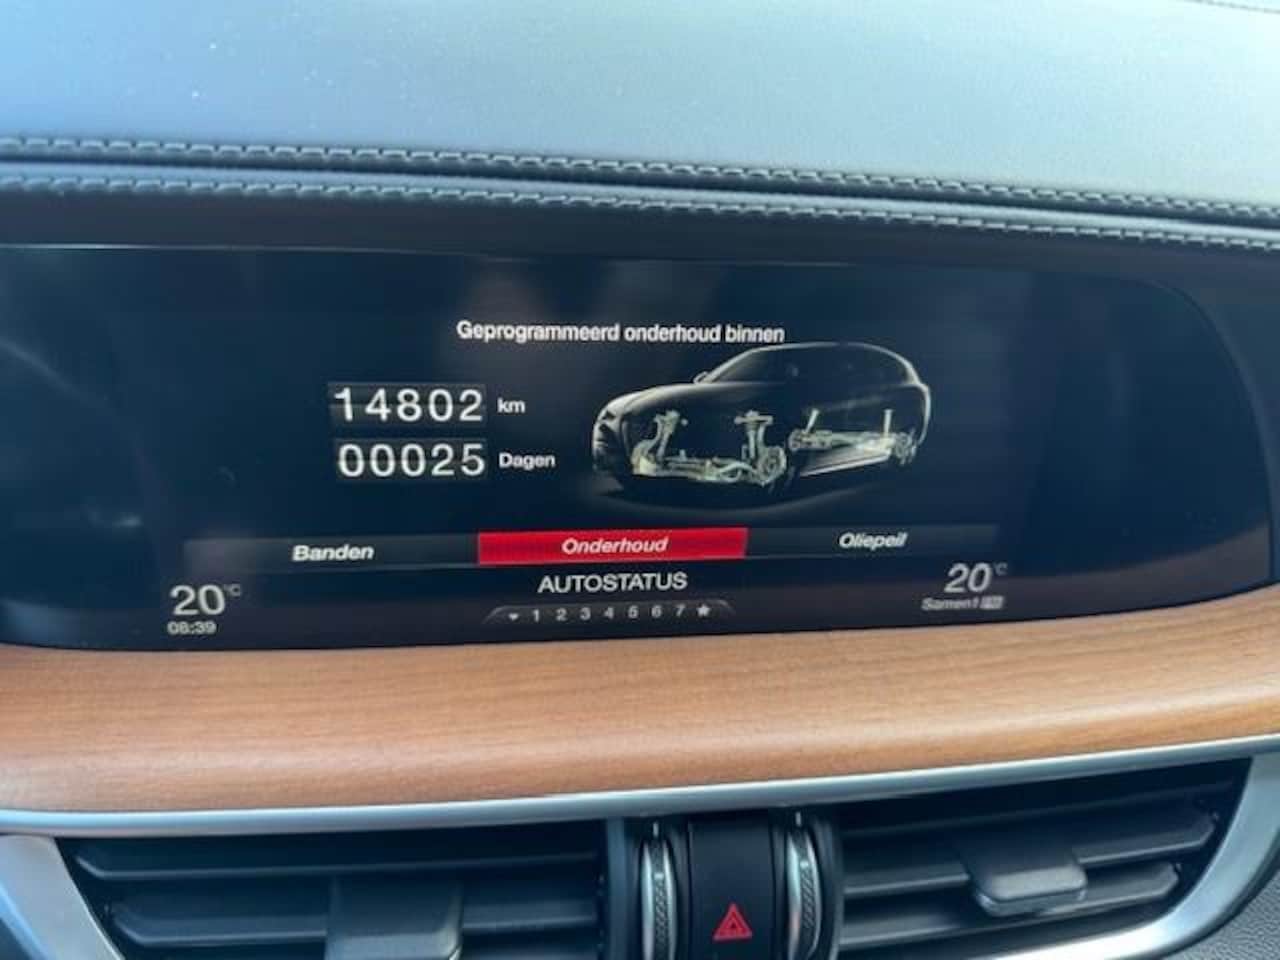 Geprogrammeerd onderhoud binnen
14802 km
00025 Dagen
Banden Onderhoud Oliepeil
AUTOSTATUS
20°C 20°C
08:39
1 2 3 4 5 6 7